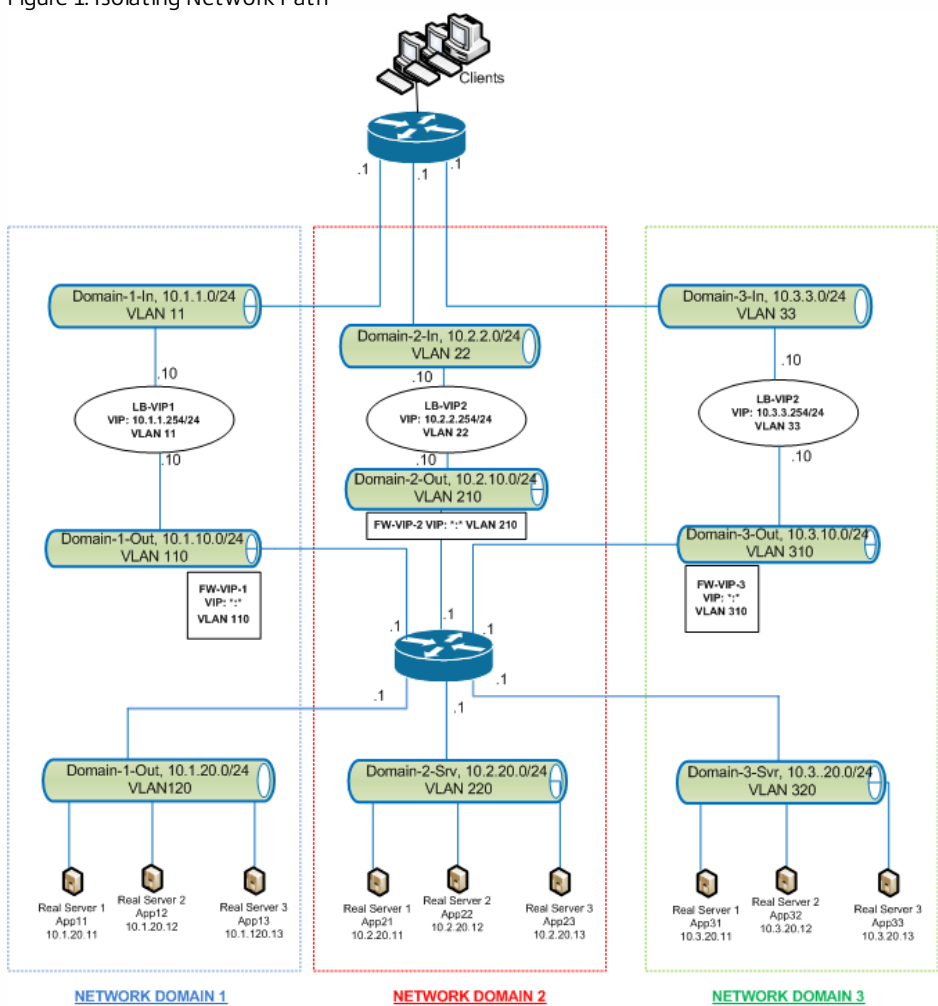 Figure 1. Isolating Network Path
Clients
.1
.1
.1
Domain-1-In, 10.1.1.0/24
VLAN 11
Domain-3-In, 10.3.3.0/24
VLAN 33
Domain-2-In, 10.2.2.0/24
VLAN 22
.10
.10
.10
LB-VIP1
VIP: 10.1.1.254/24
VLAN 11
LB-VIP2
VIP: 10.2.2.254/24
VLAN 22
LB-VIP2
VIP: 10.3.3.254/24
VLAN 33
.10
.10
.10
Domain-2-Out, 10.2.10.0/24
VLAN 210
FW-VIP-2 VIP: *:* VLAN 210
Domain-1-Out, 10.1.10.0/24
VLAN 110
Domain-3-Out, 10.3.10.0/24
VLAN 310
FW-VIP-1
VIP: *:*
VLAN 110
FW-VIP-3
VIP: *:*
VLAN 310
.1
.1
.1
.1
.1
.1
Domain-1-Out, 10.1.20.0/24
VLAN120
Domain-2-Srv, 10.2.20.0/24
VLAN 220
Domain-3-Svr, 10.3..20.0/24
VLAN 320
Real Server 1
App11
10.1.20.11
Real Server 2
App12
10.1.20.12
Real Server 3
App13
10.1.120.13
Real Server 1
App21
10.2.20.11
Real Server 2
App22
10.2.20.12
Real Server 3
App23
10.2.20.13
Real Server 1
App31
10.3.20.11
Real Server 2
App32
10.3.20.12
Real Server 3
App33
10.3.20.13
NETWORK DOMAIN 1
NETWORK DOMAIN 2
NETWORK DOMAIN 3